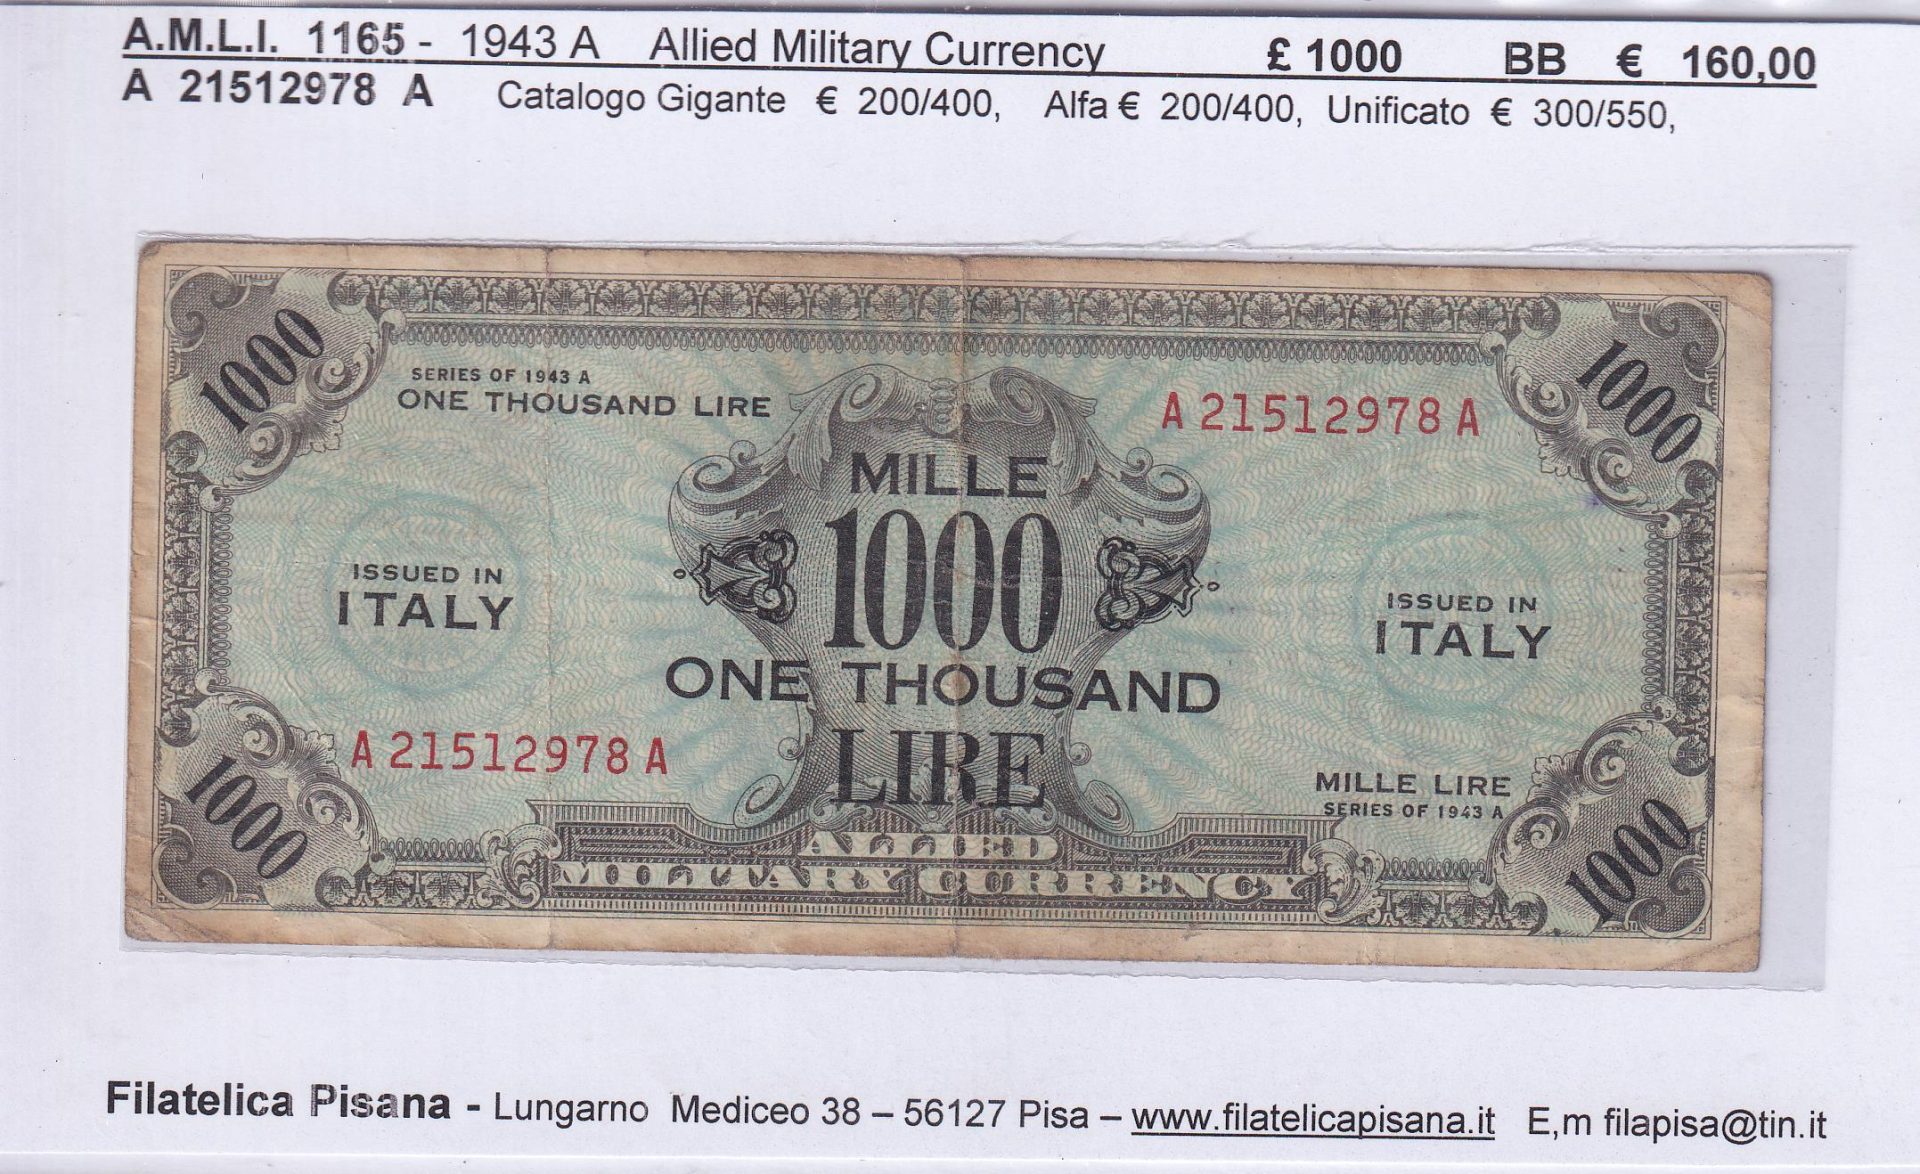 A.M.L.I. 1165 - 1943 A Allied Military Currency £ 1000 BB € 160,00
A 21512978 A Catalogo Gigante € 200/400, Alfa € 200/400, Unificato € 300/550,
1000
1000
SERIES OF 1943 A
ONE THOUSAND LIRE
A 21512978 A
MILLE
1000
ISSUED IN
ITALY
ISSUED IN
ITALY
ONE THOUSAND
LIRE
A 21512978 A
MILLE LIRE
SERIES OF 1943 A
1000
1000
ALLIED
MILITARY CURRENCY
Filatelica Pisana - Lungarno Mediceo 38 – 56127 Pisa – www.filatelicapisana.it E,m filapisa@tin.it